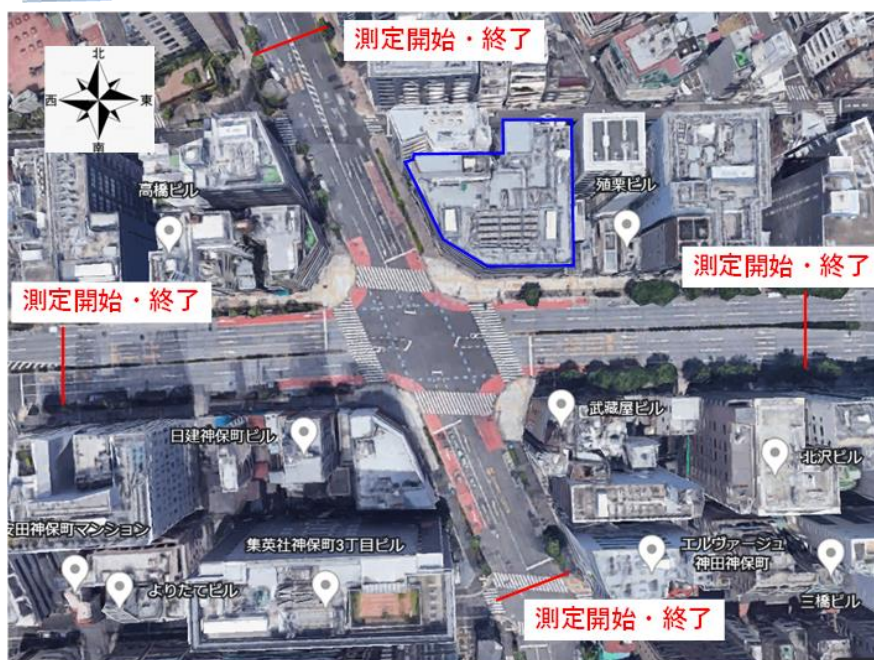 測定開始・終了
北
西
東
南
高橋ビル
殖栗ビル
測定開始・終了
測定開始・終了
武蔵屋ビル
日建神保町ビル
北沢ビル
安田神保町マンション
集英社神保町3丁目ビル
エルヴァージュ
神田神保町
よりたてビル
三橋ビル
測定開始・終了